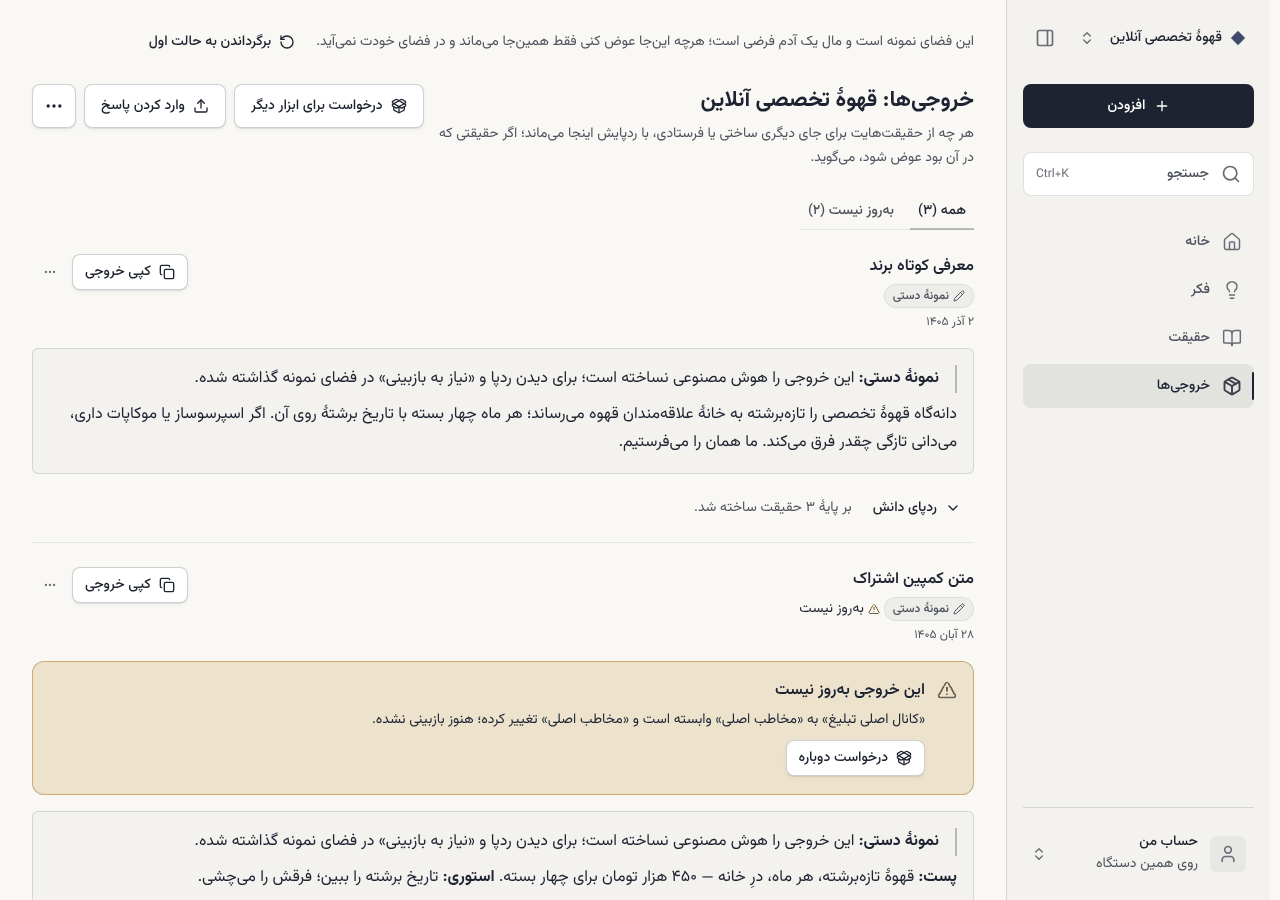 قهوهٔ تخصصی آنلاین
افزودن
جستجو
Ctrl+K
خانه
فکر
حقیقت
خروجی‌ها
حساب من
روی همین دستگاه
این فضای نمونه است و مال یک آدم فرضی است؛ هرچه این‌جا عوض کنی فقط همین‌جا می‌ماند و در فضای خودت نمی‌آید.
برگرداندن به حالت اول
خروجی‌ها: قهوهٔ تخصصی آنلاین
هر چه از حقیقت‌هایت برای جای دیگری ساختی یا فرستادی، با ردپایش اینجا می‌ماند؛ اگر حقیقتی که
در آن بود عوض شود، می‌گوید.
درخواست برای ابزار دیگر
وارد کردن پاسخ
همه (۳)
به‌روز نیست (۲)
معرفی کوتاه برند
نمونهٔ دستی
۲ آذر ۱۴۰۵
کپی خروجی
نمونهٔ دستی: این خروجی را هوش مصنوعی نساخته است؛ برای دیدن ردپا و «نیاز به بازبینی» در فضای نمونه گذاشته شده.
دانه‌گاه قهوهٔ تخصصی را تازه‌برشته به خانهٔ علاقه‌مندان قهوه می‌رساند؛ هر ماه چهار بسته با تاریخ برشتهٔ روی آن. اگر اسپرسوساز یا موکاپات داری،
می‌دانی تازگی چقدر فرق می‌کند. ما همان را می‌فرستیم.
ردپای دانش
بر پایهٔ ۳ حقیقت ساخته شد.
متن کمپین اشتراک
نمونهٔ دستی
به‌روز نیست
۲۸ آبان ۱۴۰۵
کپی خروجی
این خروجی به‌روز نیست
«کانال اصلی تبلیغ» به «مخاطب اصلی» وابسته است و «مخاطب اصلی» تغییر کرده؛ هنوز بازبینی نشده.
درخواست دوباره
نمونهٔ دستی: این خروجی را هوش مصنوعی نساخته است؛ برای دیدن ردپا و «نیاز به بازبینی» در فضای نمونه گذاشته شده.
پست: قهوهٔ تازه‌برشته، هر ماه، درِ خانه — ۴۵۰ هزار تومان برای چهار بسته. استوری: تاریخ برشته را ببین؛ فرقش را می‌چشی.